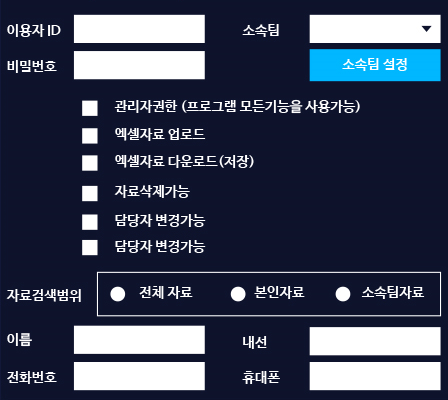 이용자 ID 소속팀
비밀번호 소속팀 설정
관리자권한 (프로그램 모든기능을 사용가능)
엑셀자료 업로드
엑셀자료 다운로드(저장)
자료삭제가능
담당자 변경가능
담당자 변경가능
자료검색범위 전체 자료 본인자료 소속팀자료
이름 내선
전화번호 휴대폰